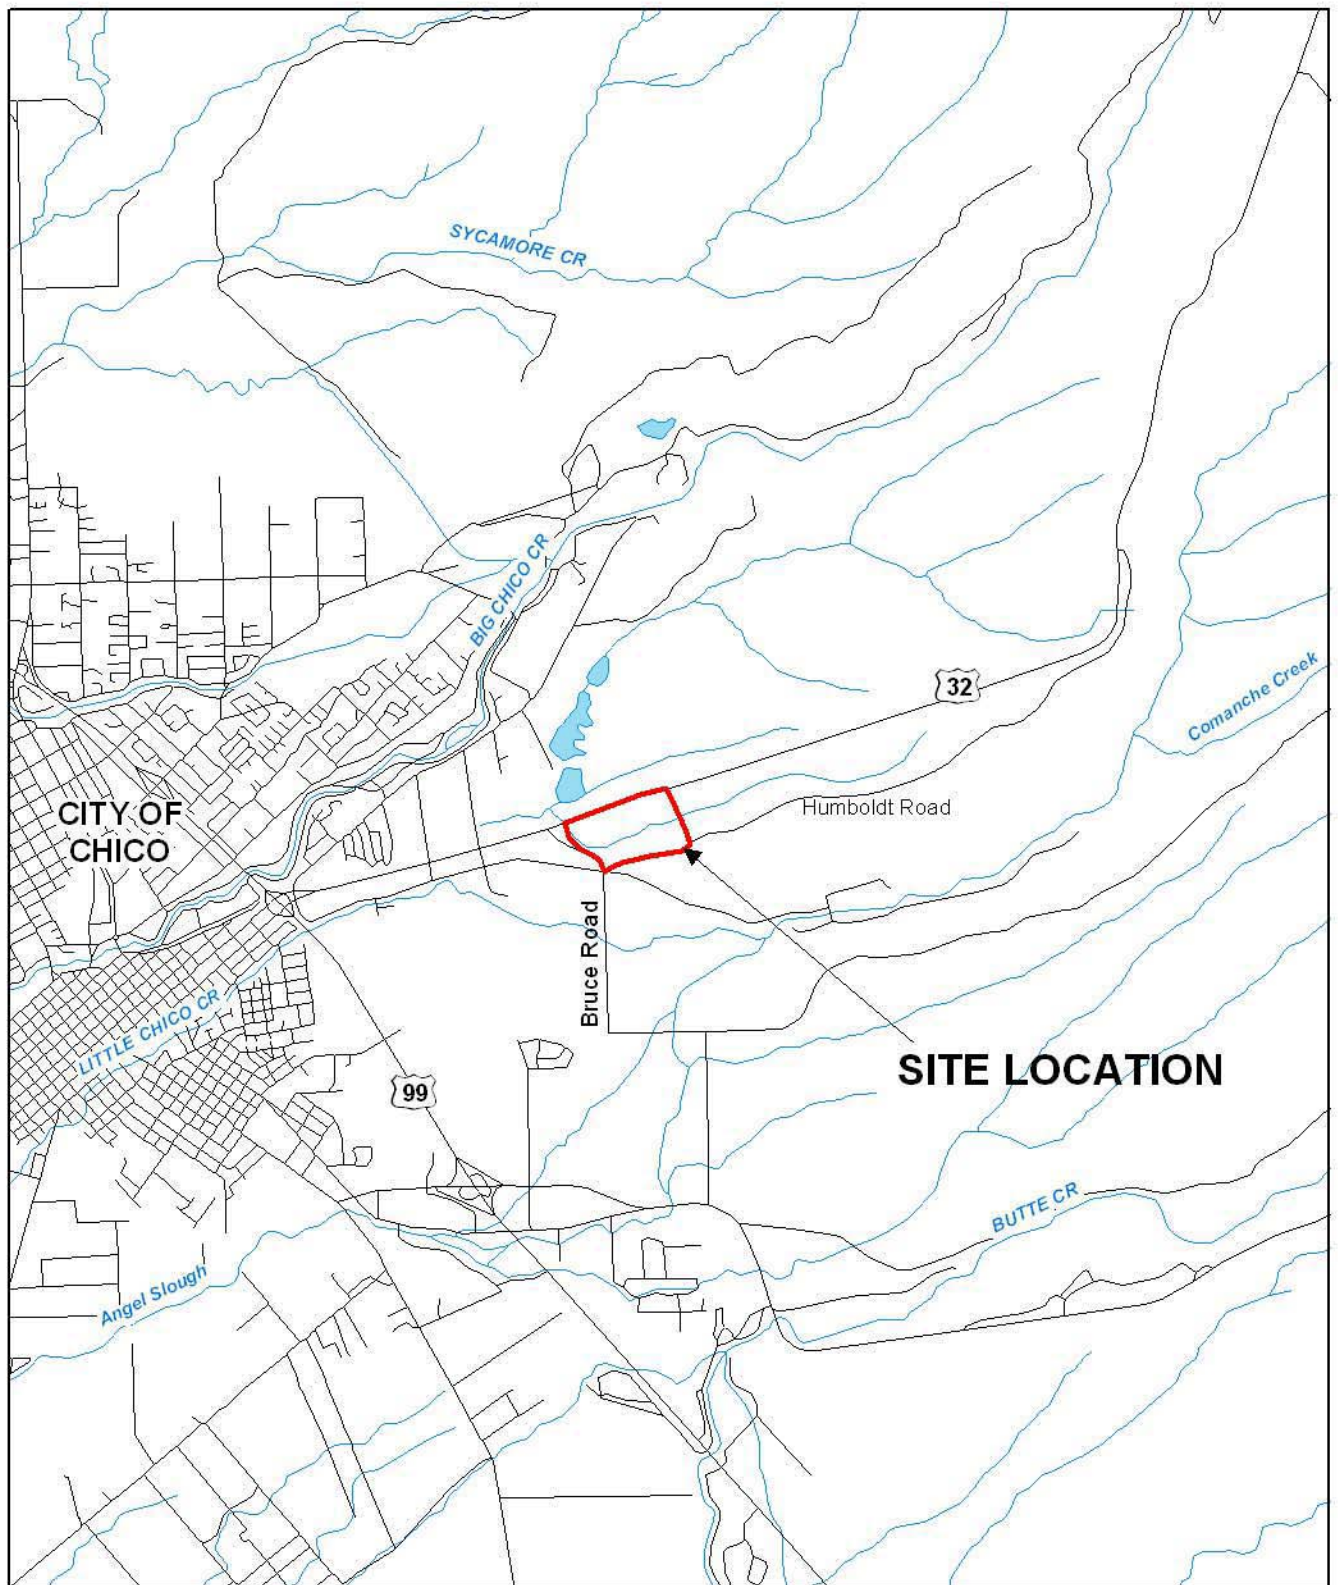 SYCAMORE CR
BIG CHICO CR
32
Comanche Creek
CITY OF
CHICO
Humboldt Road
Bruce Road
LITTLE CHICO CR
SITE LOCATION
99
BUTTE CR
Angel Slough